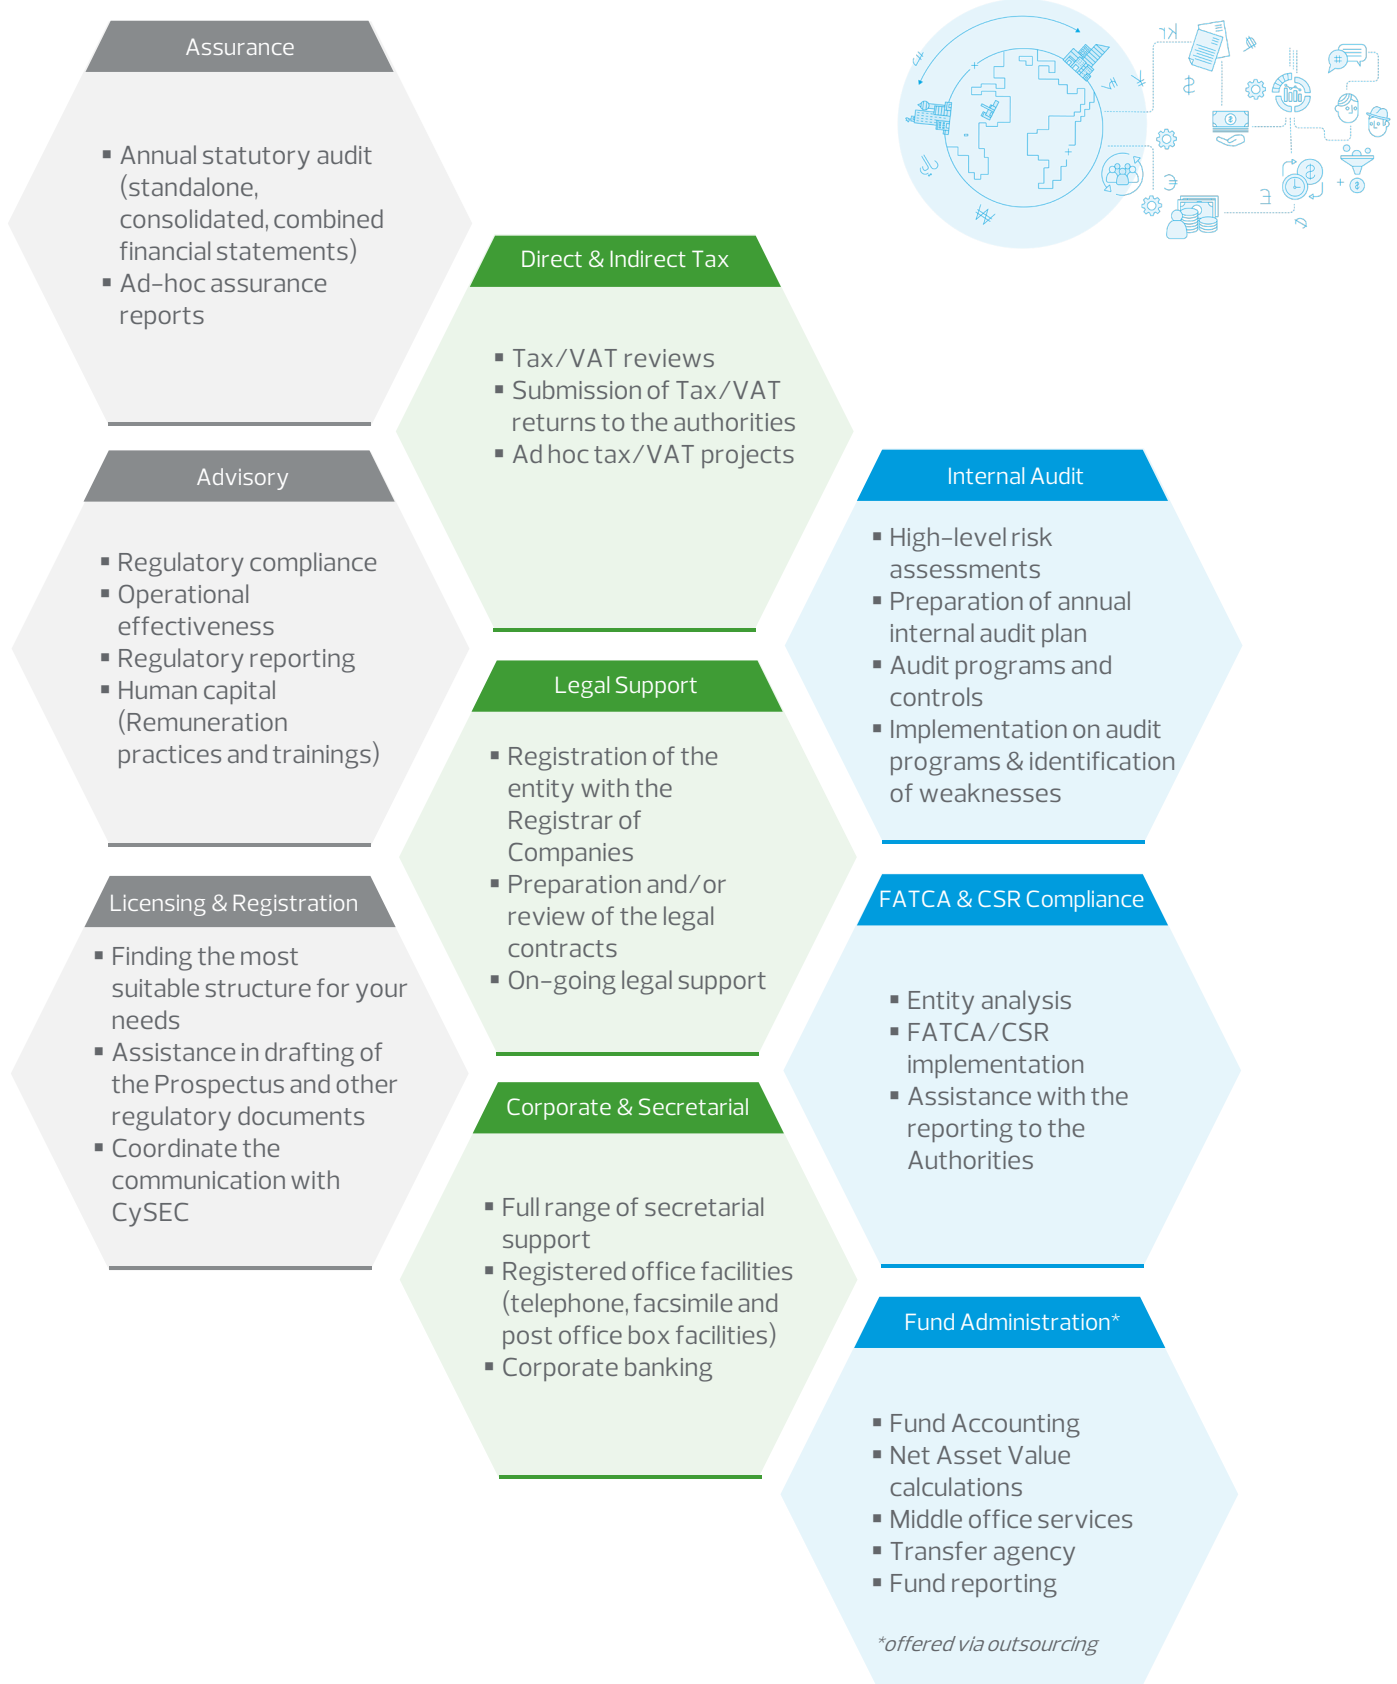 Assurance
▪ Annual statutory audit
(standalone,
consolidated, combined
financial statements)
▪ Ad-hoc assurance
reports
Advisory
▪ Regulatory compliance
▪ Operational
effectiveness
▪ Regulatory reporting
▪ Human capital
(Remuneration
practices and trainings)
Licensing & Registration
▪ Finding the most
suitable structure for your
needs
▪ Assistance in drafting of
the Prospectus and other
regulatory documents
▪ Coordinate the
communication with
CySEC
Direct & Indirect Tax
▪ Tax/VAT reviews
▪ Submission of Tax/VAT
returns to the authorities
▪ Ad hoc tax/VAT projects
Legal Support
▪ Registration of the
entity with the
Registrar of
Companies
▪ Preparation and/or
review of the legal
contracts
▪ On-going legal support
Corporate & Secretarial
▪ Full range of secretarial
support
▪ Registered office facilities
(telephone, facsimile and
post office box facilities)
▪ Corporate banking
Internal Audit
▪ High-level risk
assessments
▪ Preparation of annual
internal audit plan
▪ Audit programs and
controls
▪ Implementation on audit
programs & identification
of weaknesses
FATCA & CSR Compliance
▪ Entity analysis
▪ FATCA/CSR
implementation
▪ Assistance with the
reporting to the
Authorities
Fund Administration*
▪ Fund Accounting
▪ Net Asset Value
calculations
▪ Middle office services
▪ Transfer agency
▪ Fund reporting
*offered via outsourcing